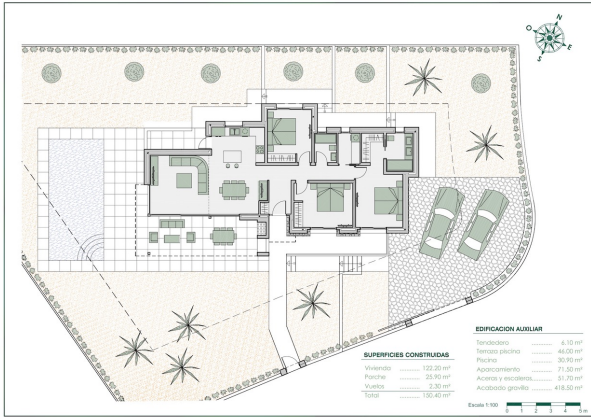 N
O
E
S
EDIFICACION AUXILIAR
Tendedero ............ 6.10 m²
Terraza piscina ............ 46.00 m²
Piscina ............ 30.90 m²
Aparcamiento ............ 71.50 m²
Aceras y escaleras ............ 51.70 m²
Acabado gravilla ............ 418.50 m²
SUPERFICIES CONSTRUIDAS
Vivienda ............ 122.20 m²
Porche ............ 25.90 m²
Vuelos ............ 2.30 m²
Total ............ 150.40 m²
Escala 1:100
0 1 2 3 4 5 m